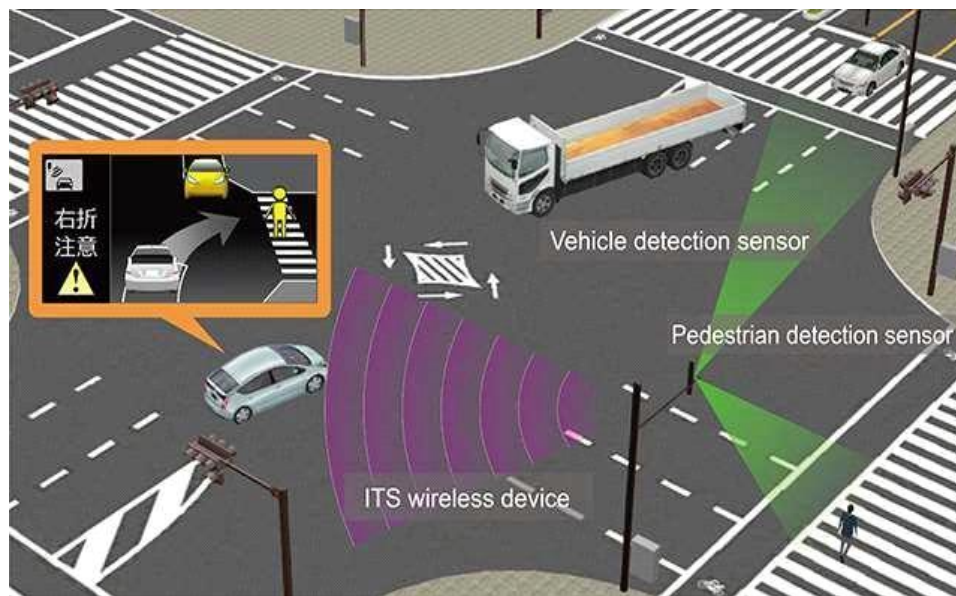 右折
注意
Vehicle detection sensor
Pedestrian detection sensor
ITS wireless device